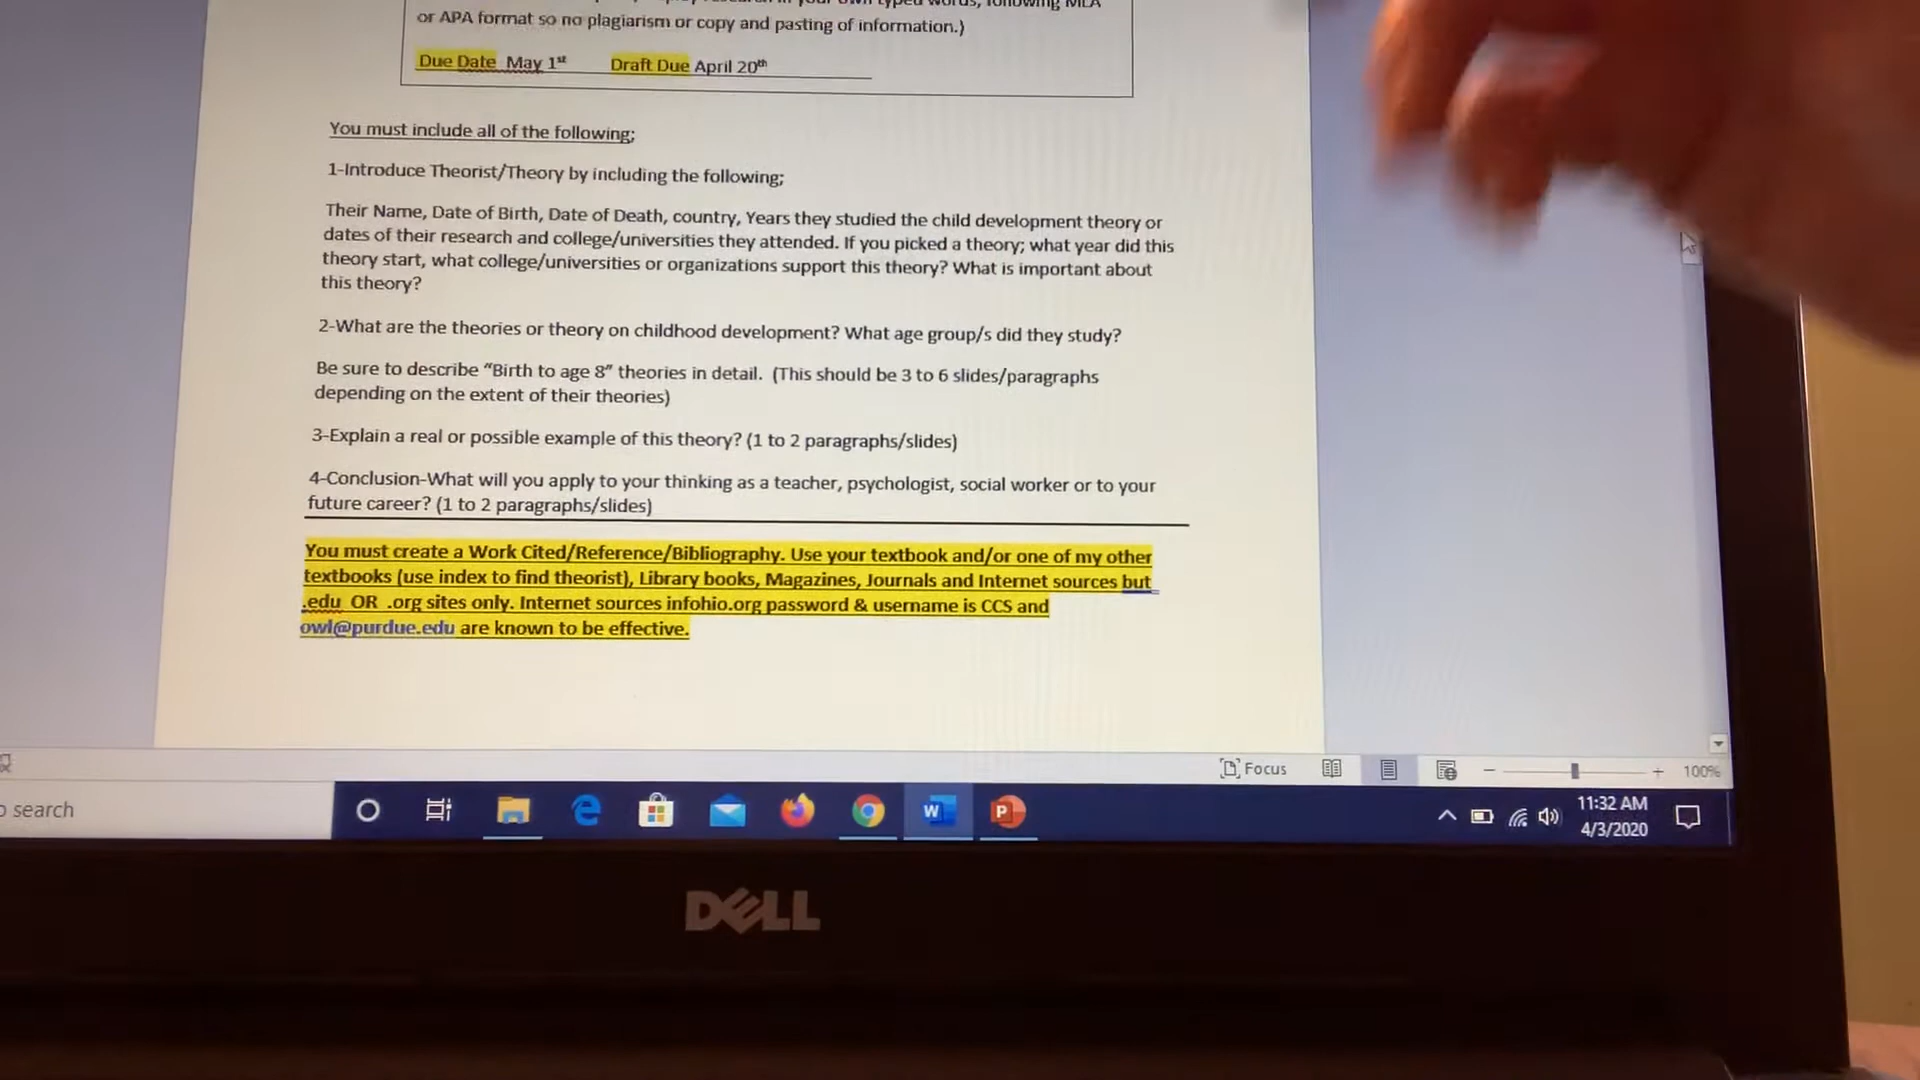 typed words, following MLA
or APA format so no plagiarism or copy and pasting of information.}
Due Date May 1st Draft Due April 20th
You must include all of the following;
1-Introduce Theorist/Theory by including the following;
Their Name, Date of Birth, Date of Death, country, Years they studied the child development theory or
dates of their research and college/universities they attended. If you picked a theory; what year did this
theory start, what college/universities or organizations support this theory? What is important about
this theory?
2-What are the theories or theory on childhood development? What age group/s did they study?
Be sure to describe “Birth to age 8” theories in detail. (This should be 3 to 6 slides/paragraphs
depending on the extent of their theories)
3-Explain a real or possible example of this theory? (1 to 2 paragraphs/slides)
4-Conclusion-What will you apply to your thinking as a teacher, psychologist, social worker or to your
future career? (1 to 2 paragraphs/slides)
You must create a Work Cited/Reference/Bibliography. Use your textbook and/or one of my other
textbooks (use index to find theorist), Library books, Magazines, Journals and Internet sources but
.edu OR .org sites only. Internet sources infohio.org password & username is CCS and
owl@purdue.edu are known to be effective.
Focus
100%
search
W
P
11:32 AM
4/3/2020
DELL